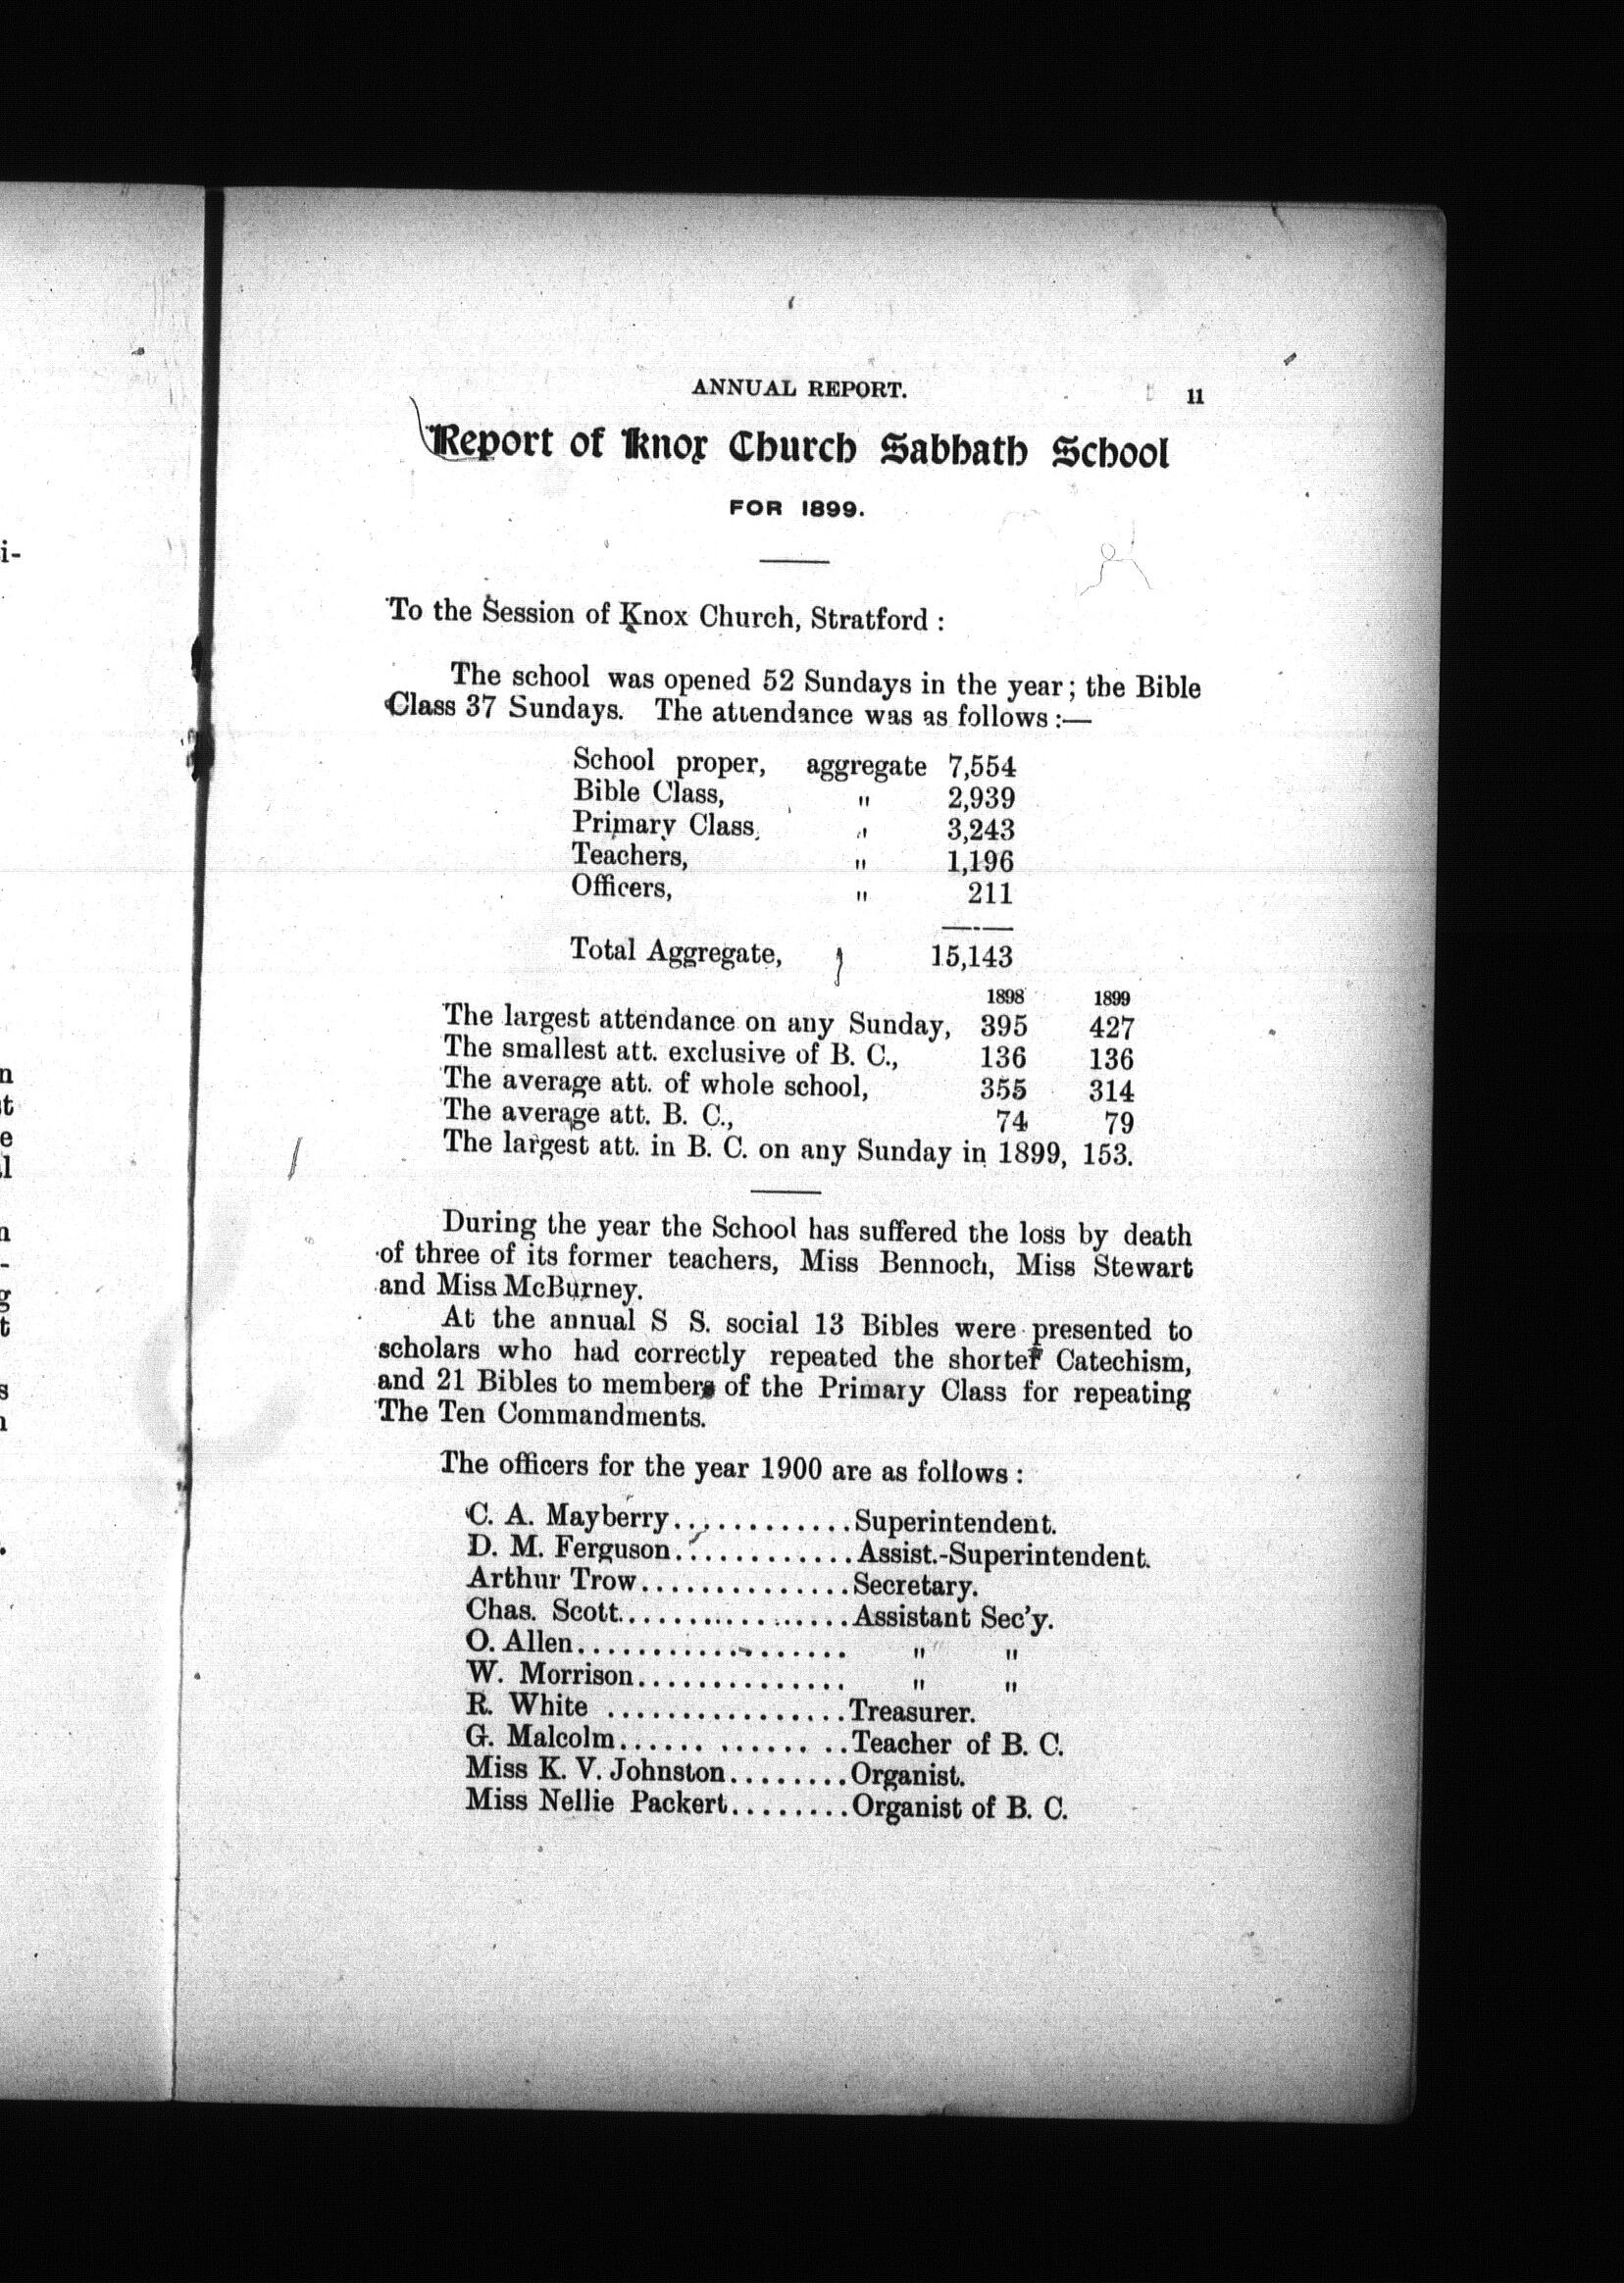 ANNUAL REPORT. 11
Report of Knox Church Sabbath School
FOR 1899.
To the Session of Knox Church, Stratford :
The school was opened 52 Sundays in the year; the Bible
Class 37 Sundays. The attendance was as follows :—
School proper, aggregate 7,554
Bible Class, " 2,939
Primary Class, " 3,243
Teachers, " 1,196
Officers, " 211
Total Aggregate, 15,143
1898 1899
The largest attendance on any Sunday, 395 427
The smallest att. exclusive of B. C., 136 136
The average att. of whole school, 355 314
The average att. B. C., 74 79
The largest att. in B. C. on any Sunday in 1899, 153.
During the year the School has suffered the loss by death
of three of its former teachers, Miss Bennoch, Miss Stewart
and Miss McBurney.
At the annual S S. social 13 Bibles were presented to
scholars who had correctly repeated the shorter Catechism,
and 21 Bibles to members of the Primary Class for repeating
The Ten Commandments.
The officers for the year 1900 are as follows :
C. A. Mayberry............Superintendent.
D. M. Ferguson............Assist.-Superintendent.
Arthur Trow..............Secretary.
Chas. Scott................Assistant Sec'y.
O. Allen.................. " "
W. Morrison.............. " "
R. White ................Treasurer.
G. Malcolm...... ...... ..Teacher of B. C.
Miss K. V. Johnston........Organist.
Miss Nellie Packert........Organist of B. C.